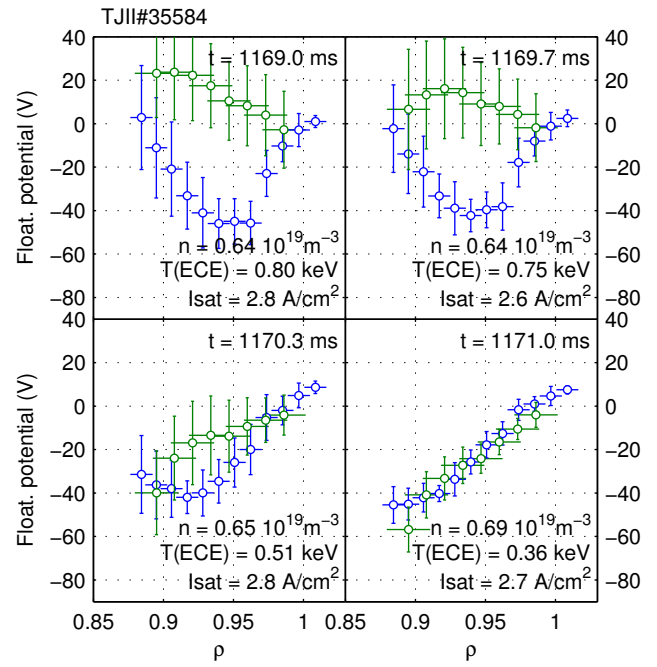 TJII#35584
40
20
0
−20
−40
−60
−80
Float. potential (V)
t = 1169.0 ms
n = 0.64 10^19 m^−3
T(ECE) = 0.80 keV
Isat = 2.8 A/cm^2
t = 1169.7 ms
n = 0.64 10^19 m^−3
T(ECE) = 0.75 keV
Isat = 2.6 A/cm^2
40
20
0
−20
−40
−60
−80
40
20
0
−20
−40
−60
−80
Float. potential (V)
t = 1170.3 ms
n = 0.65 10^19 m^−3
T(ECE) = 0.51 keV
Isat = 2.8 A/cm^2
t = 1171.0 ms
n = 0.69 10^19 m^−3
T(ECE) = 0.36 keV
Isat = 2.7 A/cm^2
40
20
0
−20
−40
−60
−80
0.85 0.9 0.95 1 0.85 0.9 0.95 1
ρ ρ